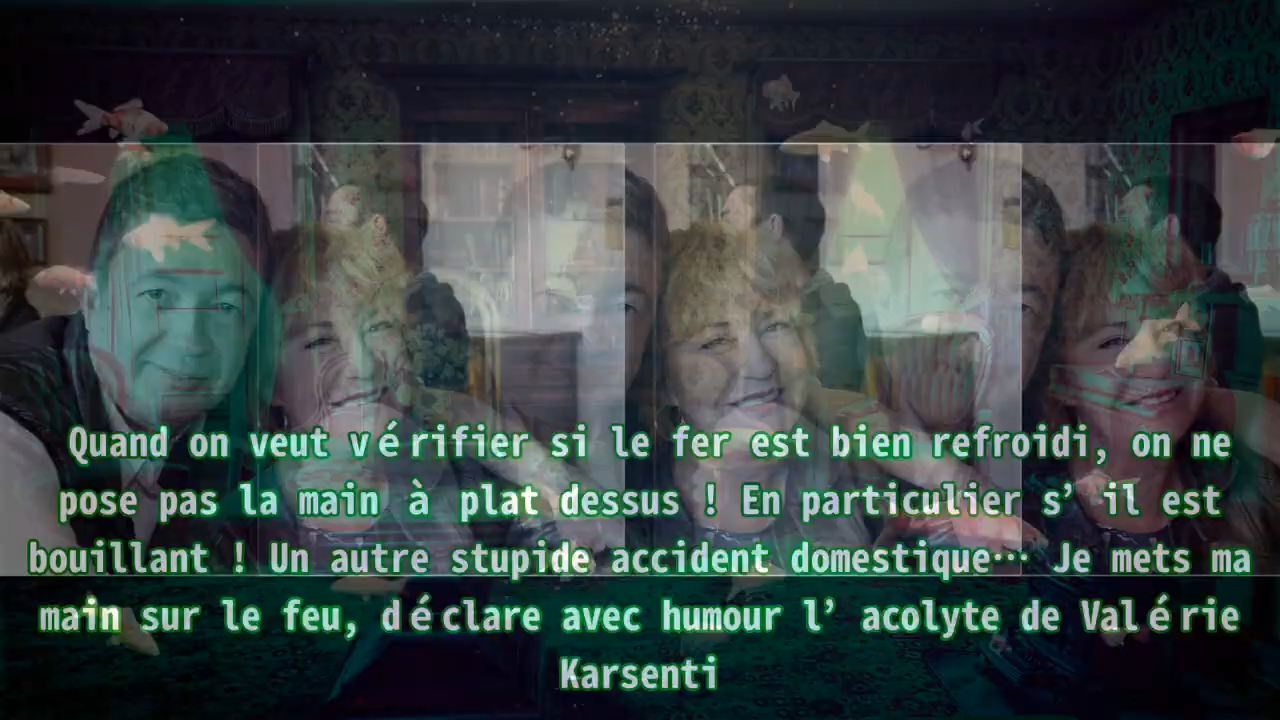 Quand on veut vérifier si le fer est bien refroidi, on ne
pose pas la main à plat dessus ! En particulier s’ il est
bouillant ! Un autre stupide accident domestique… Je mets ma
main sur le feu, déclare avec humour l’ acolyte de Valérie
Karsenti